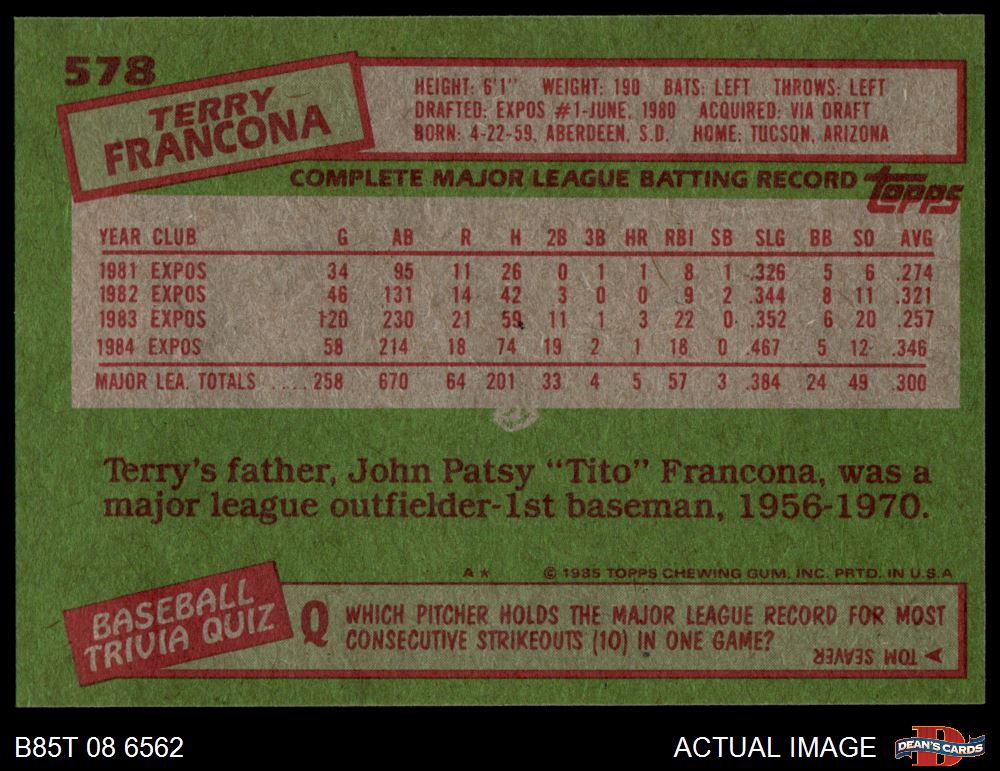 578
TERRY
FRANCONA
HEIGHT: 6'1" WEIGHT: 190 BATS: LEFT THROWS: LEFT
DRAFTED: EXPOS #1-JUNE, 1980 ACQUIRED: VIA DRAFT
BORN: 4-22-59, ABERDEEN, S.D. HOME: TUCSON, ARIZONA
COMPLETE MAJOR LEAGUE BATTING RECORD topps
YEAR CLUB G AB R H 2B 3B HR RBI SB SLG BB SO AVG
1981 EXPOS 34 95 11 26 0 1 1 8 1 .326 5 6 .274
1982 EXPOS 46 131 14 42 3 0 0 9 2 .344 8 11 .321
1983 EXPOS 120 230 21 59 11 1 3 22 0 .352 6 20 .257
1984 EXPOS 58 214 18 74 19 2 1 18 0 .467 5 12 .346
MAJOR LEA. TOTALS ....258 670 64 201 33 4 5 57 3 .384 24 49 .300
Terry's father, John Patsy "Tito" Francona, was a
major league outfielder-1st baseman, 1956-1970.
A* © 1985 TOPPS CHEWING GUM, INC. PRTD. IN U.S.A
BASEBALL
TRIVIA QUIZ
Q WHICH PITCHER HOLDS THE MAJOR LEAGUE RECORD FOR MOST
CONSECUTIVE STRIKEOUTS (10) IN ONE GAME?
TOM SEAVER
B85T 08 6562
ACTUAL IMAGE
DEAN'S CARDS